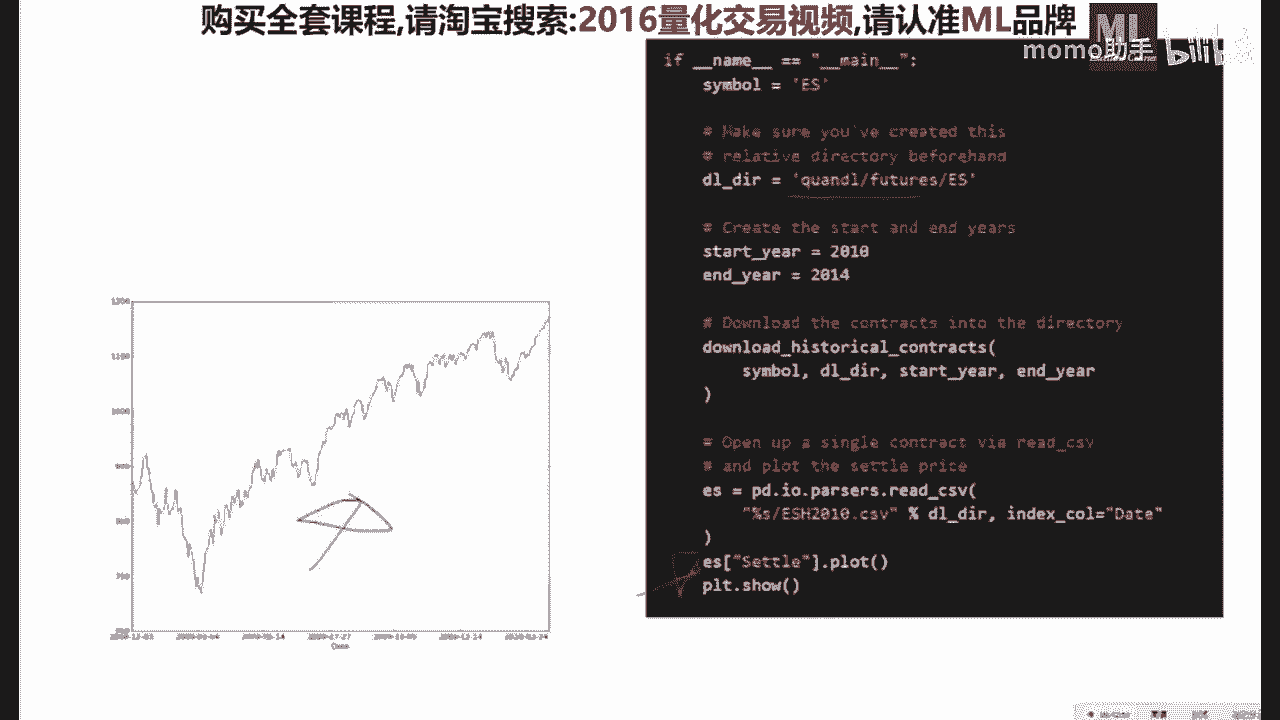 购买全套课程,请淘宝搜索:2016量化交易视频,请认准ML品牌
momo助手 bilibili
if __name__ == "__main__":
symbol = 'ES'
# Make sure you've created this
# relative directory beforehand
dl_dir = 'quandl/futures/ES'
# Create the start and end years
start_year = 2010
end_year = 2014
# Download the contracts into the directory
download_historical_contracts(
symbol, dl_dir, start_year, end_year
)
# Open up a single contract via read_csv
# and plot the settle price
es = pd.io.parsers.read_csv(
"%s/ESH2010.csv" % dl_dir, index_col="Date"
)
es["Settle"].plot()
plt.show()
1200
1100
1000
900
800
700
Date